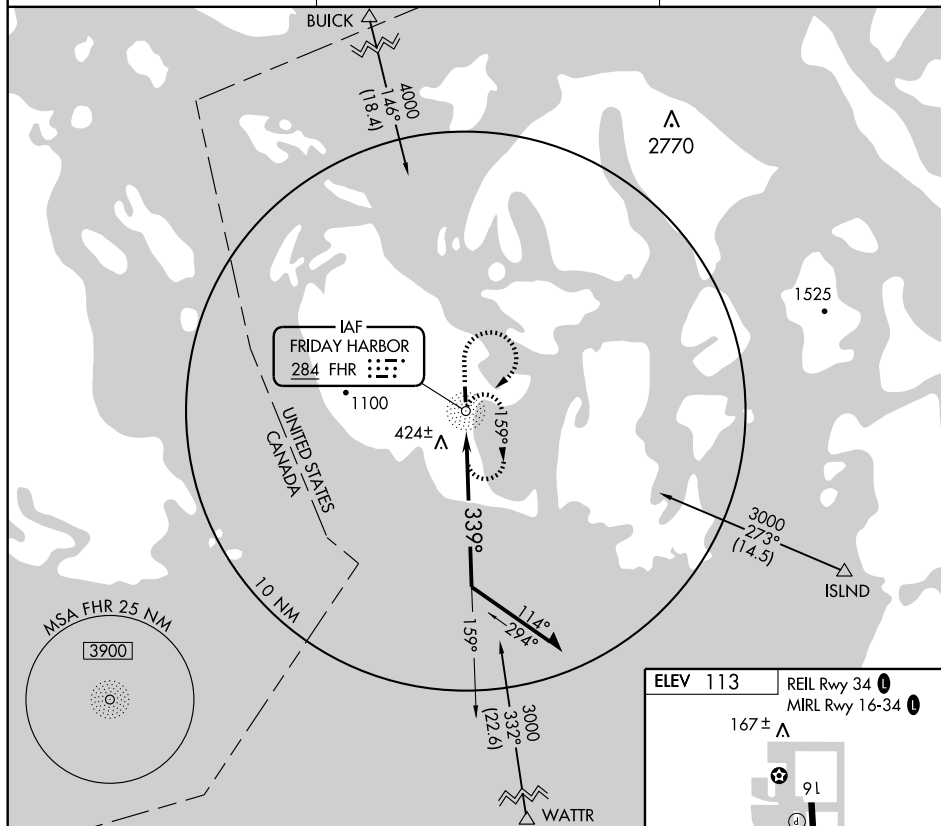 BUICK
4000
146°
(18.4)
2770
1525
IAF
FRIDAY HARBOR
284 FHR
1100
424±
159°
UNITED STATES
CANADA
339°
3000
273°
(14.5)
ISLND
10 NM
MSA FHR 25 NM
3900
114°
294°
159°
3000
332°
(22.6)
WATTR
ELEV 113
REIL Rwy 34 L
MIRL Rwy 16-34 L
167±
16
P